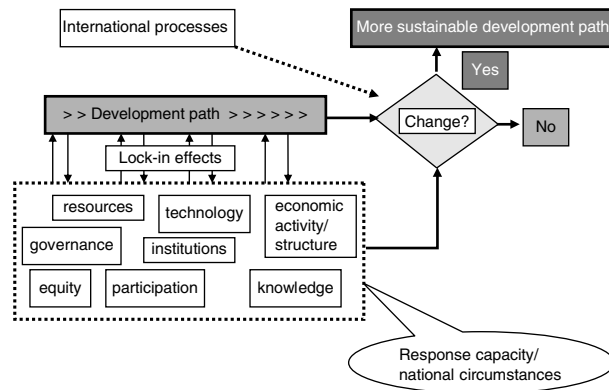 International processes
More sustainable development path
Yes
> > Development path > > > > > >
Change?
No
Lock-in effects
resources
technology
economic
activity/
structure
governance
institutions
equity
participation
knowledge
Response capacity/
national circumstances